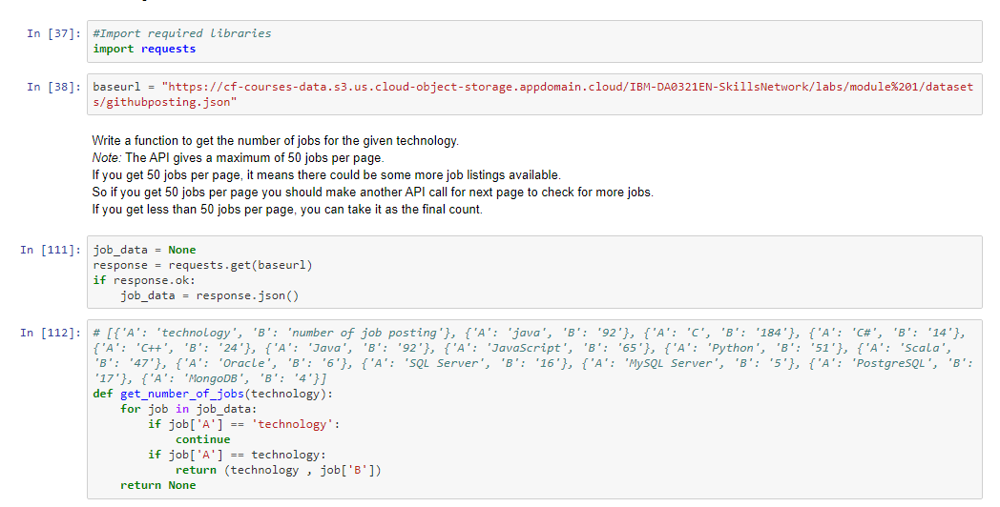 In [37]: #Import required libraries
import requests
In [38]: baseurl = "https://cf-courses-data.s3.us.cloud-object-storage.appdomain.cloud/IBM-DA0321EN-SkillsNetwork/labs/module%201/dataset
s/githubposting.json"
Write a function to get the number of jobs for the given technology.
Note: The API gives a maximum of 50 jobs per page.
If you get 50 jobs per page, it means there could be some more job listings available.
So if you get 50 jobs per page you should make another API call for next page to check for more jobs.
If you get less than 50 jobs per page, you can take it as the final count.
In [111]: job_data = None
response = requests.get(baseurl)
if response.ok:
    job_data = response.json()
In [112]: # [{'A': 'technology', 'B': 'number of job posting'}, {'A': 'java', 'B': '92'}, {'A': 'C', 'B': '184'}, {'A': 'C#', 'B': '14'},
{'A': 'C++', 'B': '24'}, {'A': 'Java', 'B': '92'}, {'A': 'JavaScript', 'B': '65'}, {'A': 'Python', 'B': '51'}, {'A': 'Scala',
'B': '47'}, {'A': 'Oracle', 'B': '6'}, {'A': 'SQL Server', 'B': '16'}, {'A': 'MySQL Server', 'B': '5'}, {'A': 'PostgreSQL', 'B':
'17'}, {'A': 'MongoDB', 'B': '4'}]
def get_number_of_jobs(technology):
    for job in job_data:
        if job['A'] == 'technology':
            continue
        if job['A'] == technology:
            return (technology , job['B'])
    return None